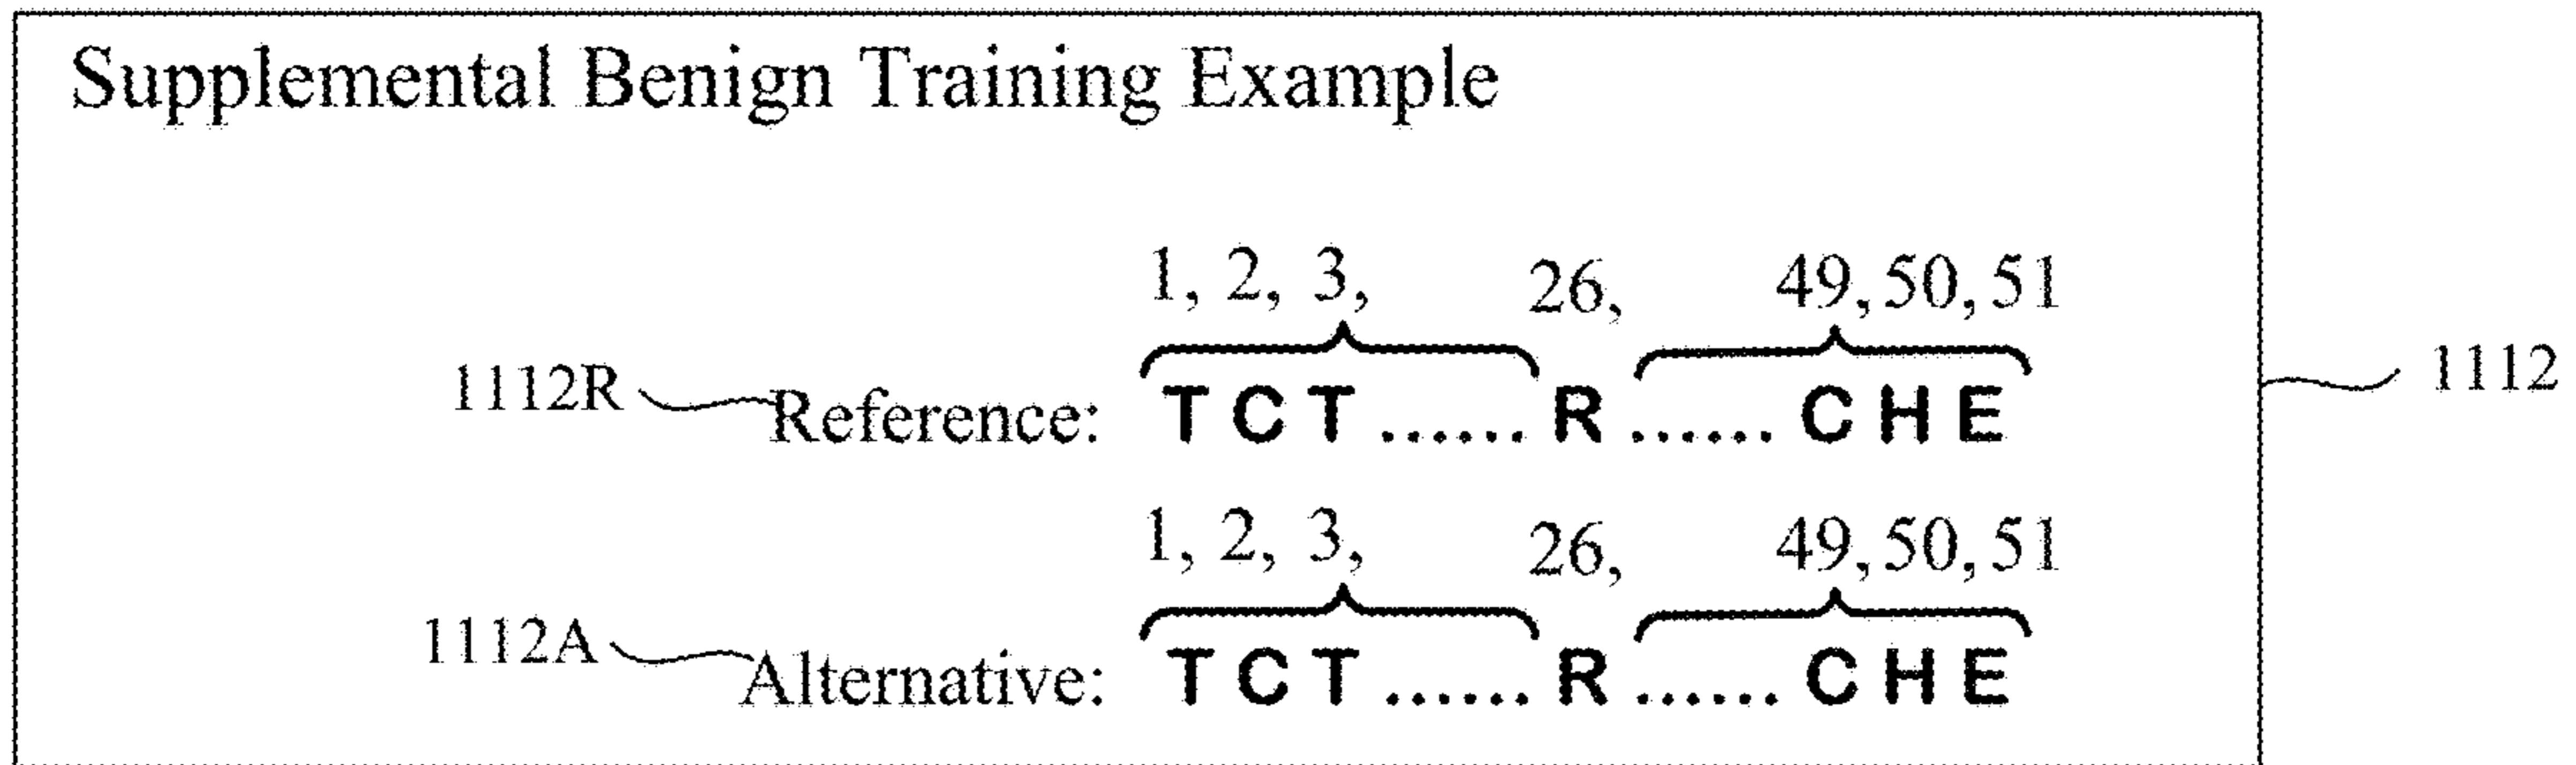 Supplemental Benign Training Example
1, 2, 3, 26, 49, 50, 51
1112R Reference: T C T ...... R ...... C H E 1112
1, 2, 3, 26, 49, 50, 51
1112A Alternative: T C T ...... R ...... C H E